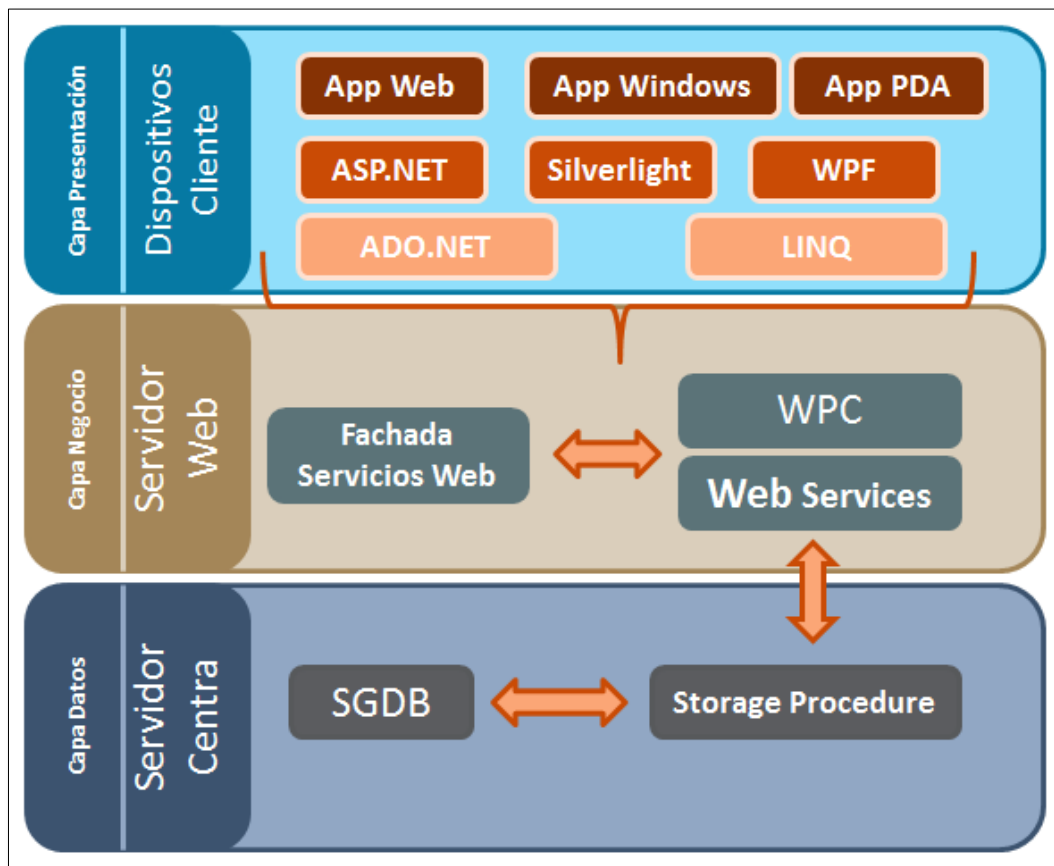 Capa Presentación
Dispositivos
Cliente
App Web
App Windows
App PDA
ASP.NET
Silverlight
WPF
ADO.NET
LINQ
Capa Negocio
Servidor
Web
Fachada
Servicios Web
WPC
Web Services
Capa Datos
Servidor
Centra
SGDB
Storage Procedure